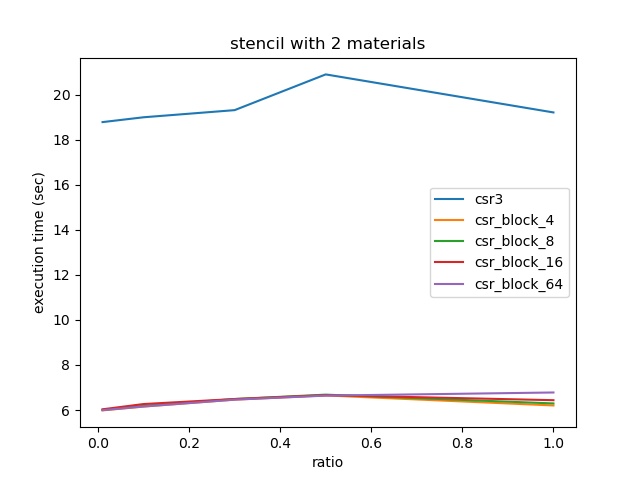 stencil with 2 materials
execution time (sec)
20
18
16
14
12
10
8
6
csr3
csr_block_4
csr_block_8
csr_block_16
csr_block_64
0.0 0.2 0.4 0.6 0.8 1.0
ratio